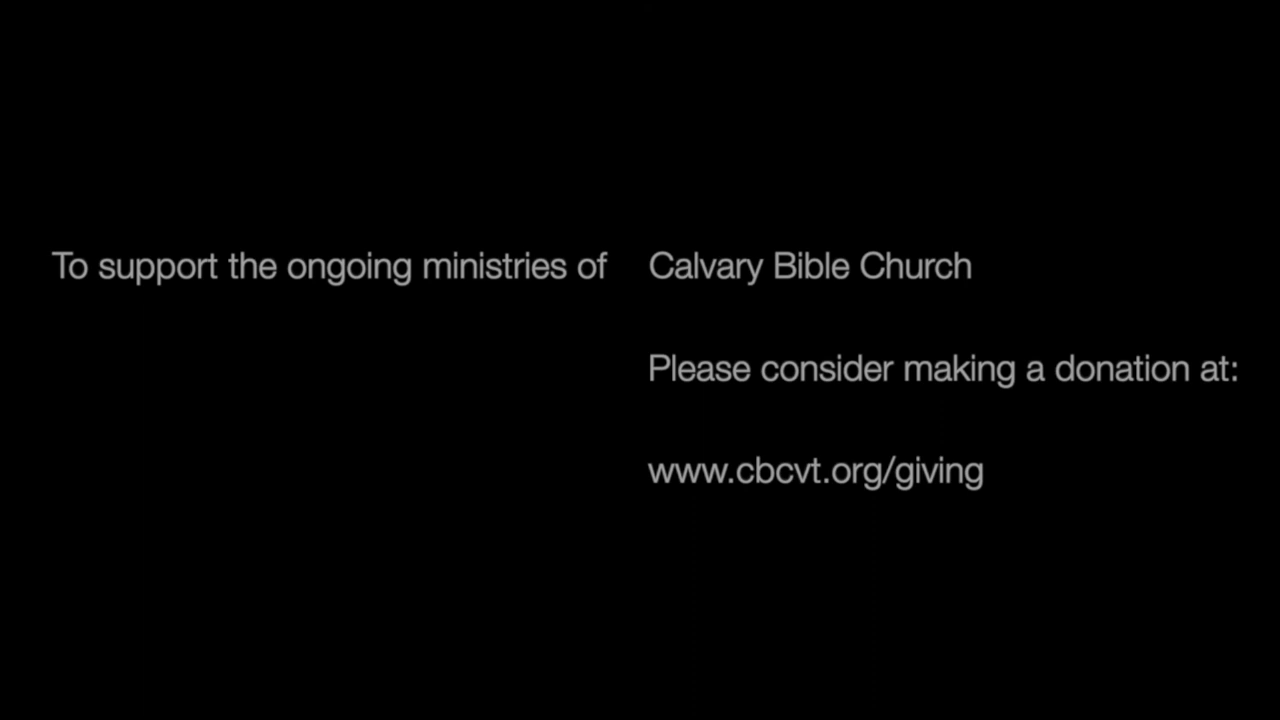 To support the ongoing ministries of Calvary Bible Church
Please consider making a donation at:
www.cbcvt.org/giving